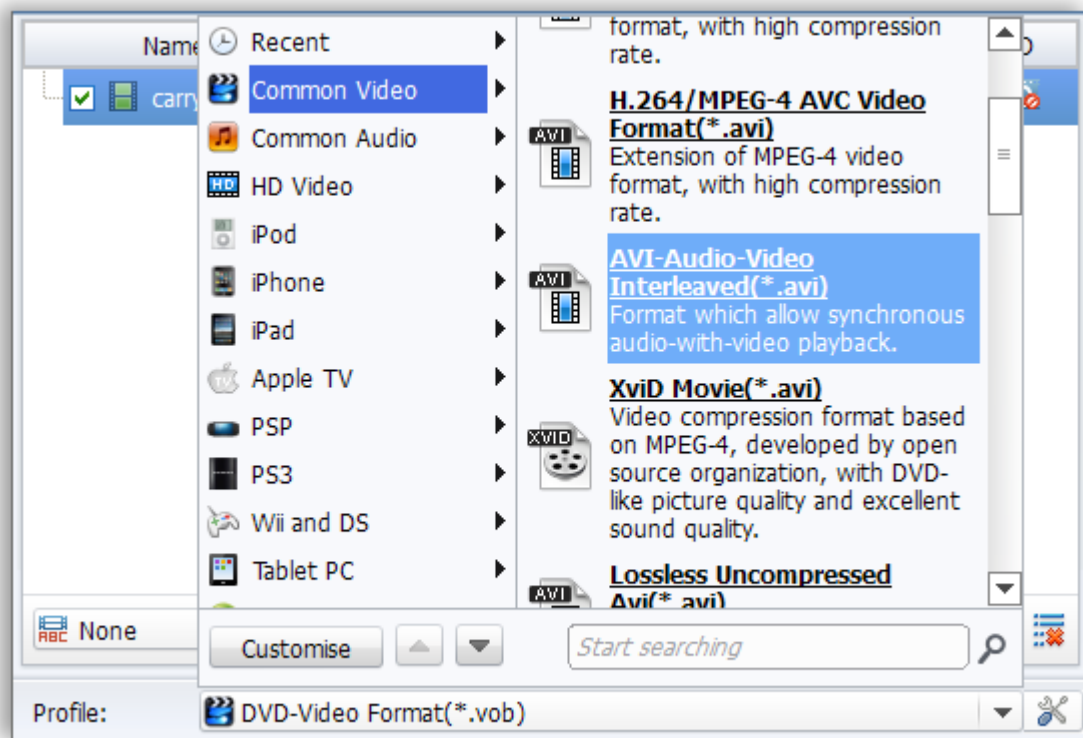 Name
D
carry
Recent
Common Video
Common Audio
HD Video
iPod
iPhone
iPad
Apple TV
PSP
PS3
Wii and DS
Tablet PC
format, with high compression
rate.
AVI
H.264/MPEG-4 AVC Video
Format(*.avi)
Extension of MPEG-4 video
format, with high compression
rate.
AVI
AVI-Audio-Video
Interleaved(*.avi)
Format which allow synchronous
audio-with-video playback.
XVID
XviD Movie(*.avi)
Video compression format based
on MPEG-4, developed by open
source organization, with DVD-
like picture quality and excellent
sound quality.
AVI
Lossless Uncompressed
Avi(*.avi)
ABC None
Customise
Start searching
Profile:
DVD-Video Format(*.vob)